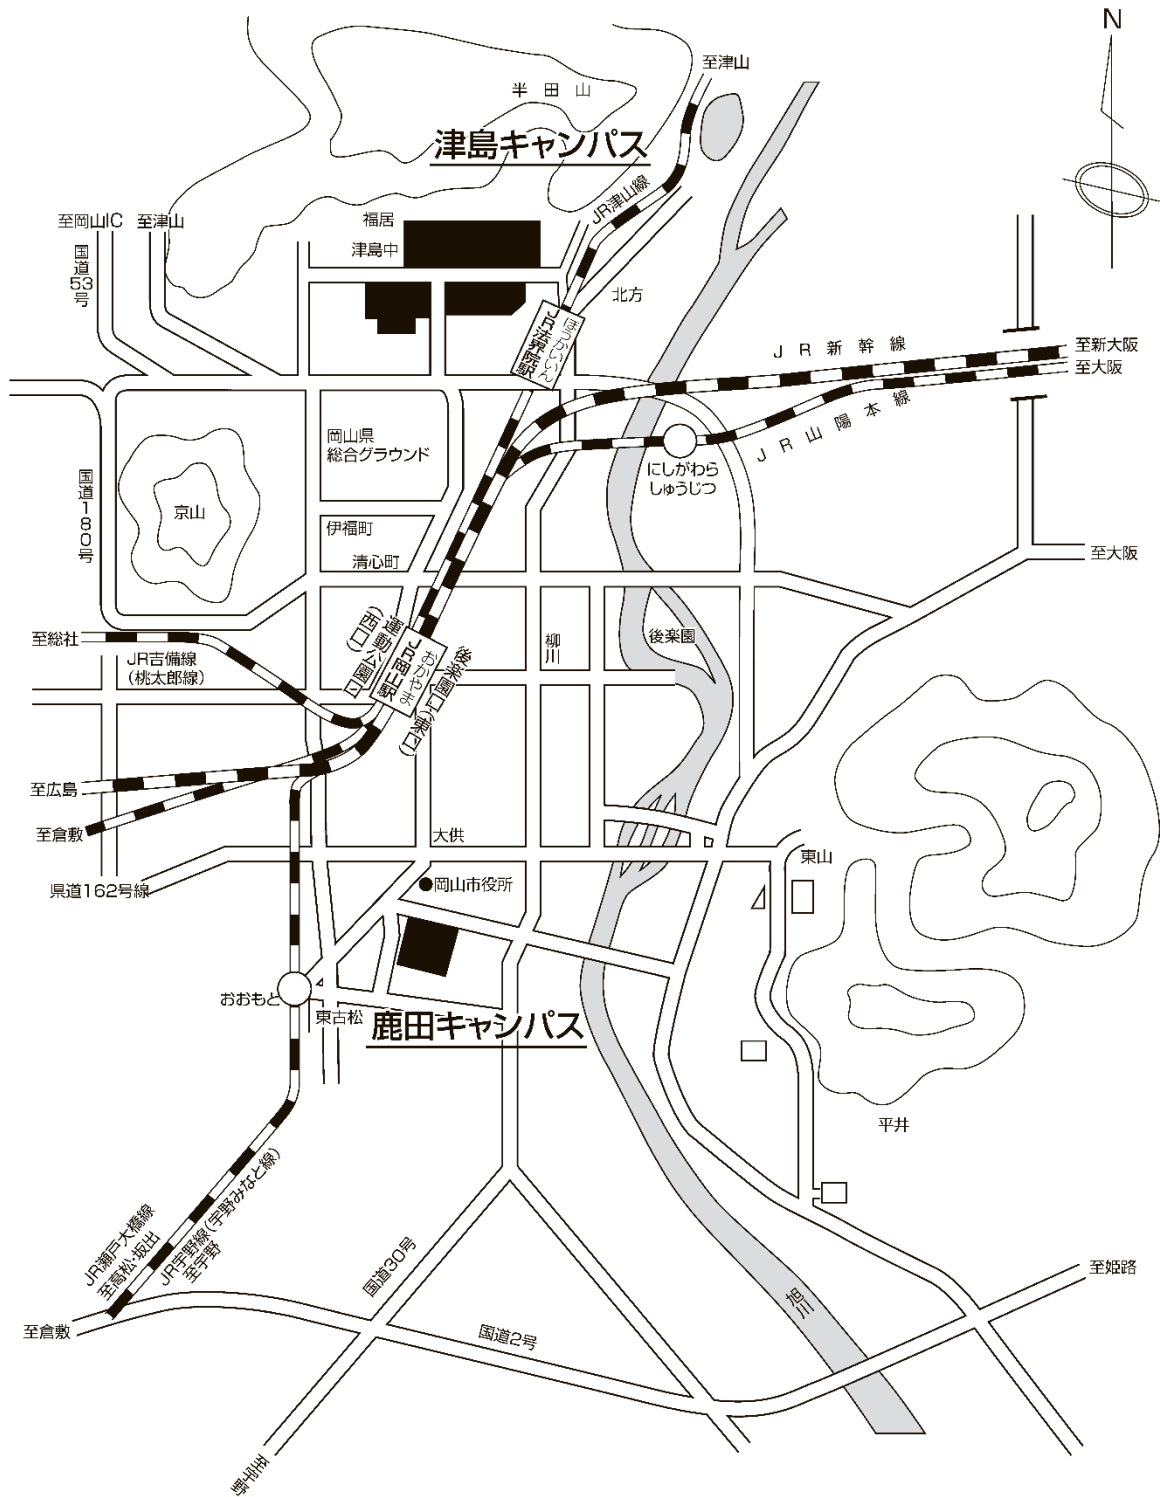 N
至津山
半田山
津島キャンパス
JR津山線
至岡山IC
至津山
福居
津島中
国道53号
北方
ほうかいいん
JR法界院駅
JR新幹線
至新大阪
至大阪
JR山陽本線
岡山県
総合グラウンド
にしがわら
しゅうじつ
国道180号
京山
伊福町
清心町
至大阪
至総社
JR吉備線
（桃太郎線）
運動公園口
（西口）
おかやま
JR岡山駅
後楽園口（東口）
柳川
後楽園
至広島
至倉敷
大供
東山
県道162号線
岡山市役所
おおもと
東古松
鹿田キャンパス
平井
JR瀬戸大橋線
至高松・坂出
JR宇野線（宇野みなと線）
至宇野
国道30号
至倉敷
国道2号
旭川
至姫路
至宇野